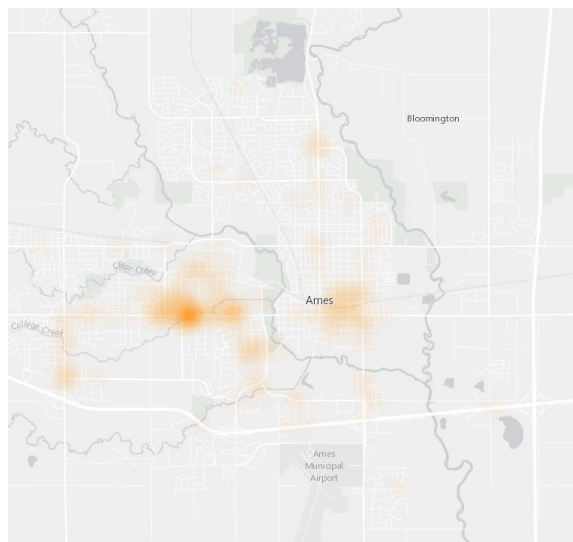 Bloomington
Clear Creek
Ames
College Creek
Ames
Municipal
Airport